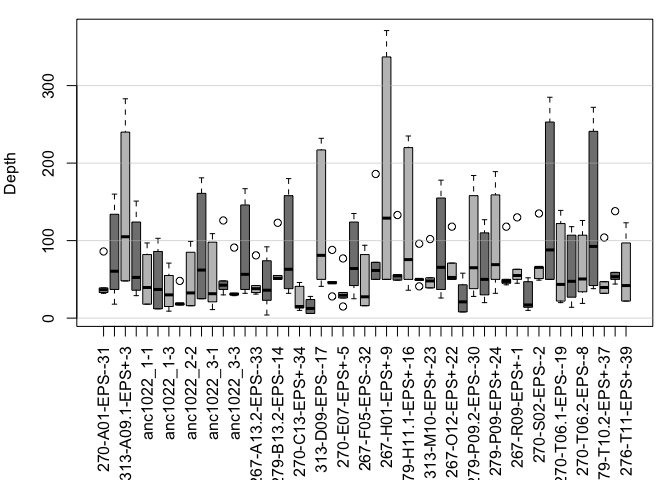 Depth
300
200
100
0
270-A01-EPS--31
313-A09.1-EPS+-3
anc1022_1-1
anc1022_1-3
anc1022_2-2
anc1022_3-1
anc1022_3-3
267-A13.2-EPS--33
279-B13.2-EPS--14
270-C13-EPS+-34
313-D09-EPS--17
270-E07-EPS+-5
267-F05-EPS--32
267-H01-EPS+-9
79-H11.1-EPS+-16
313-M10-EPS+-23
267-O12-EPS+-22
279-P09.2-EPS--30
279-P09-EPS+-24
267-R09-EPS+-1
270-S02-EPS--2
270-T06.1-EPS--19
270-T06.2-EPS--8
79-T10.2-EPS+-37
276-T11-EPS+-39